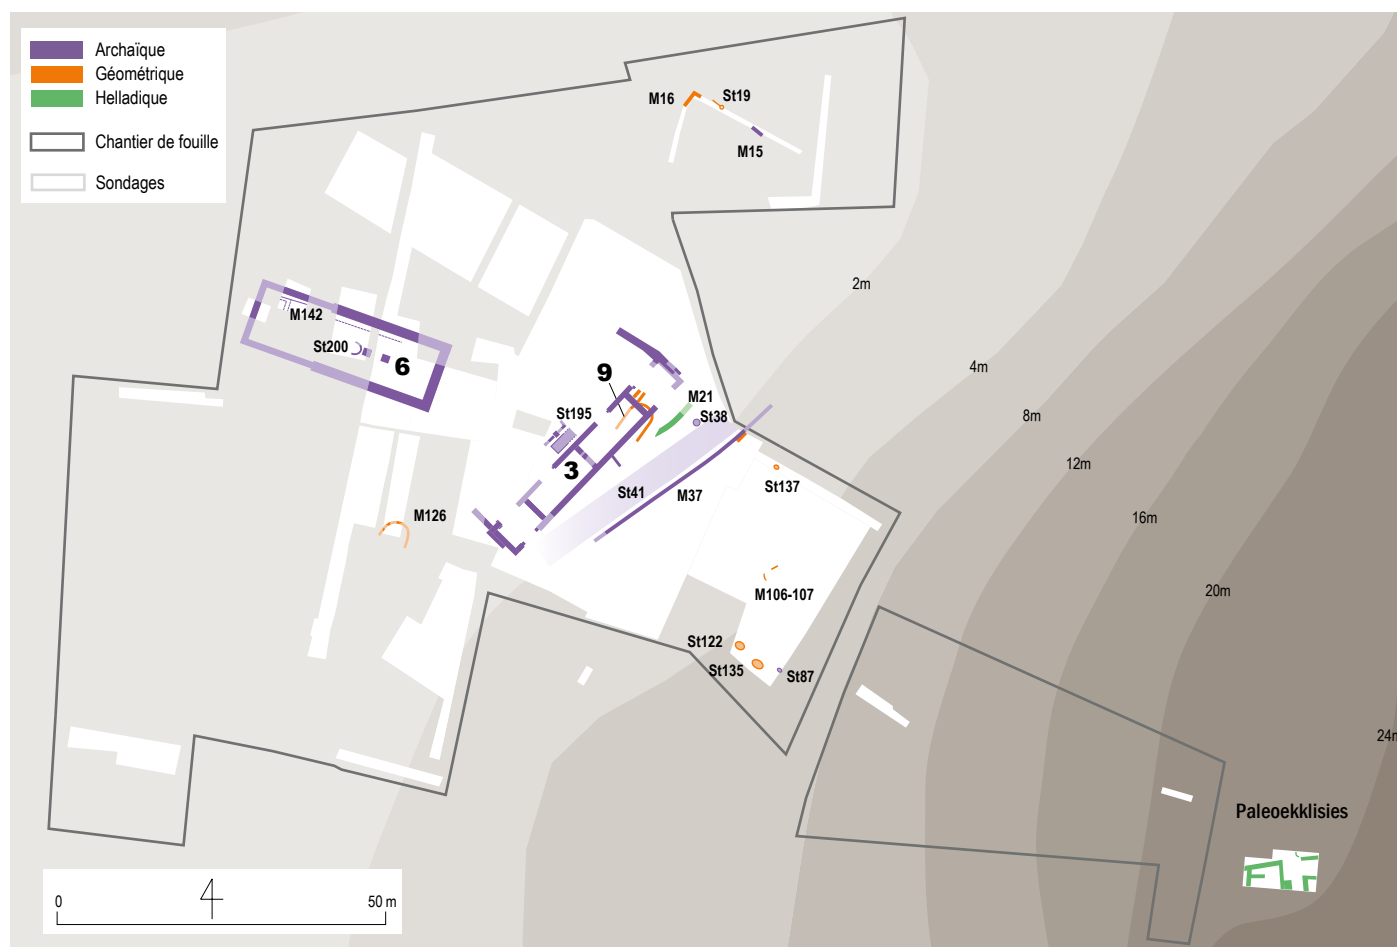 Archaïque
Géométrique
Helladique
Chantier de fouille
Sondages
M16
St19
M15
2m
M142
St200
6
4m
9
M21
St38
8m
St195
3
12m
St137
St41
M37
M126
16m
M106-107
20m
St122
St135
St87
24m
Paleoekklisies
0
50 m
4